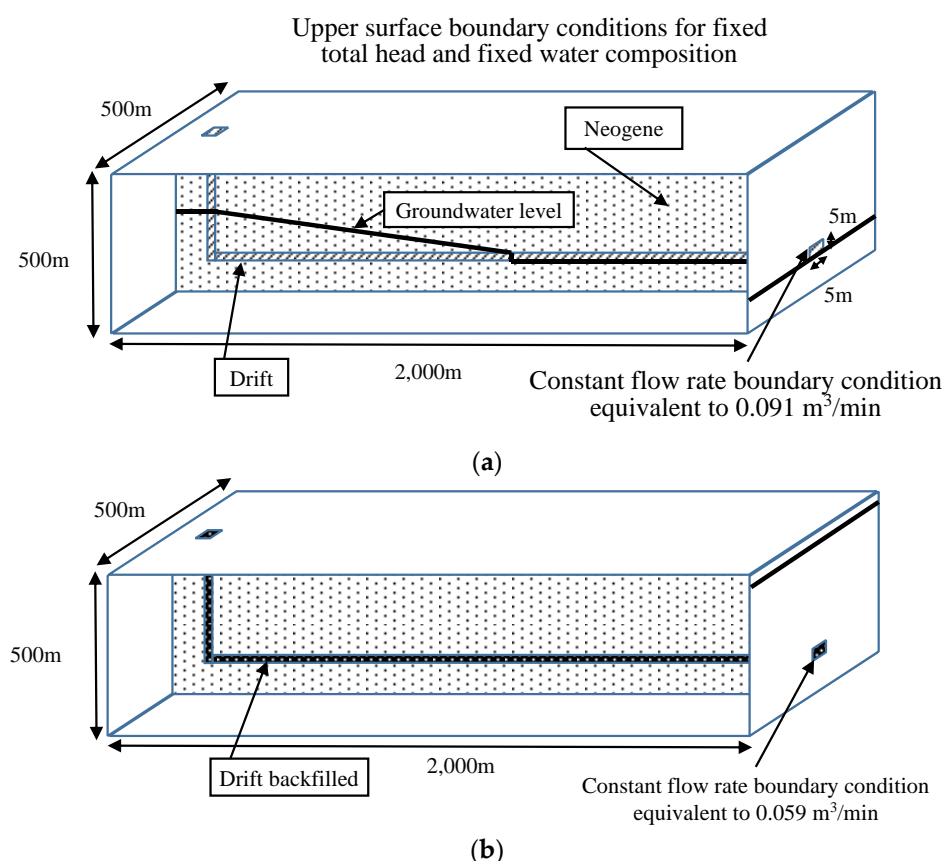 Upper surface boundary conditions for fixed
total head and fixed water composition
500m
Neogene
Groundwater level
5m
500m
5m
Drift
2,000m
Constant flow rate boundary condition
equivalent to 0.091 m³/min
(a)
500m
500m
Drift backfilled
2,000m
Constant flow rate boundary condition
equivalent to 0.059 m³/min
(b)